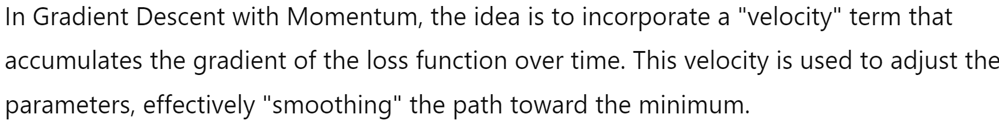 In Gradient Descent with Momentum, the idea is to incorporate a "velocity" term that
accumulates the gradient of the loss function over time. This velocity is used to adjust the
parameters, effectively "smoothing" the path toward the minimum.